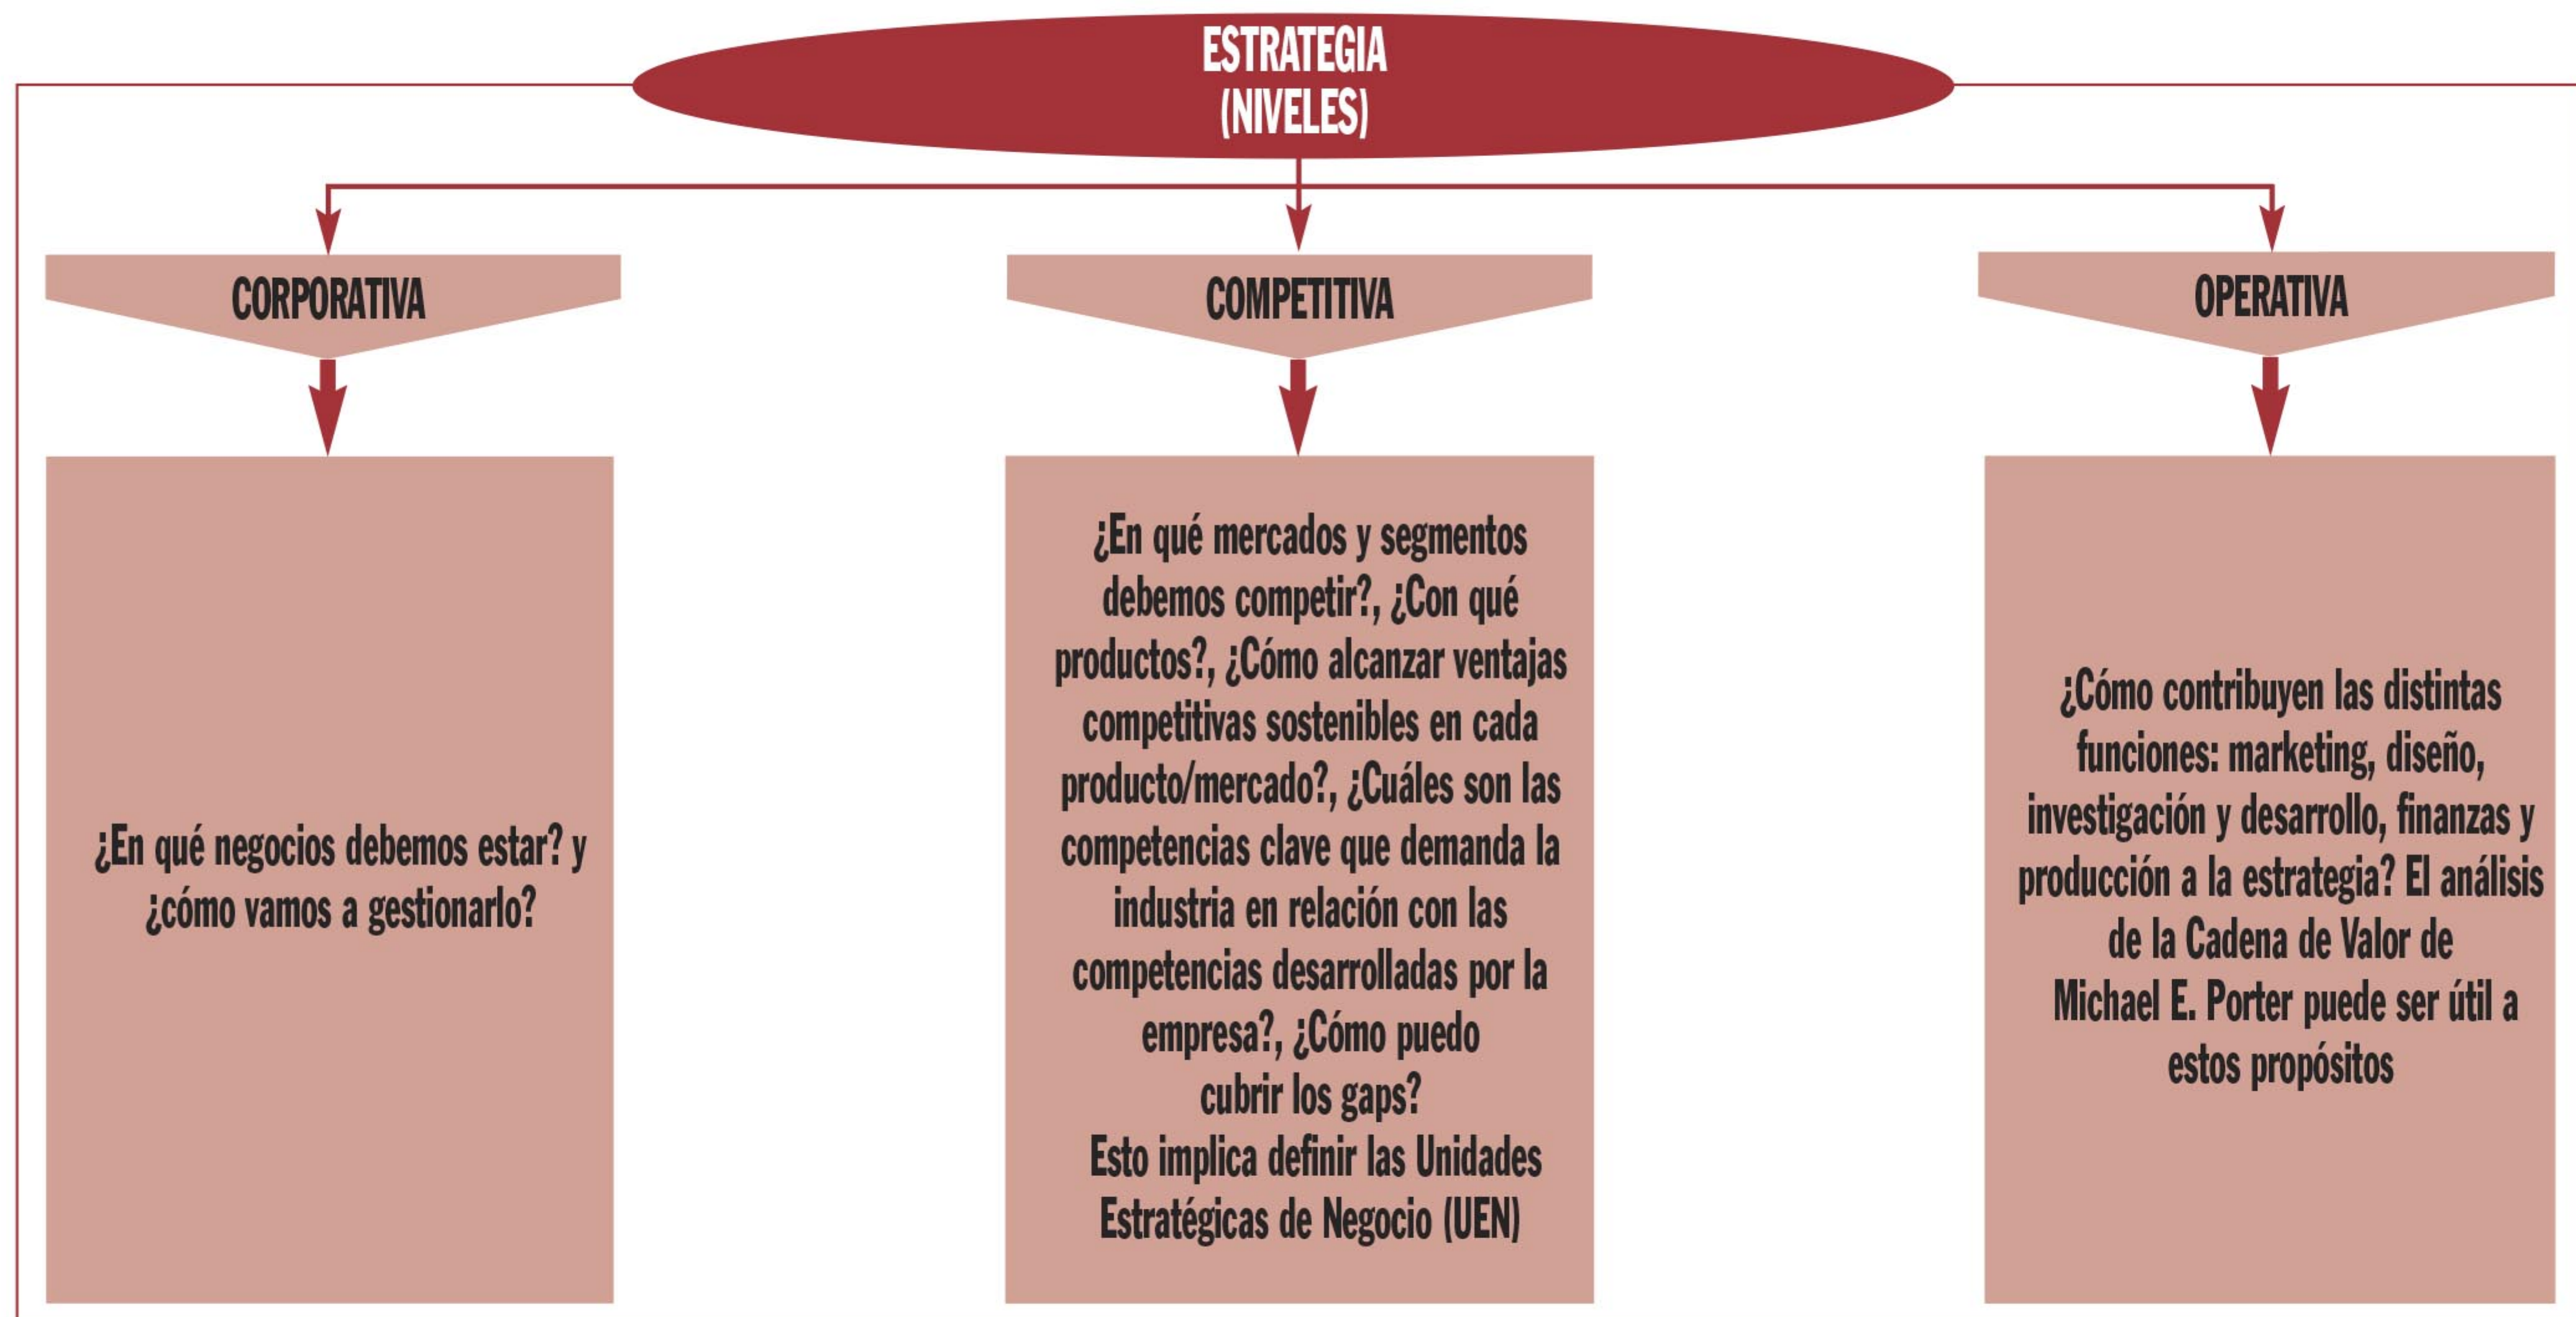 ESTRATEGIA
(NIVELES)
CORPORATIVA
¿En qué negocios debemos estar? y
¿cómo vamos a gestionarlo?
COMPETITIVA
¿En qué mercados y segmentos
debemos competir?, ¿Con qué
productos?, ¿Cómo alcanzar ventajas
competitivas sostenibles en cada
producto/mercado?, ¿Cuáles son las
competencias clave que demanda la
industria en relación con las
competencias desarrolladas por la
empresa?, ¿Cómo puedo
cubrir los gaps?
Esto implica definir las Unidades
Estratégicas de Negocio (UEN)
OPERATIVA
¿Cómo contribuyen las distintas
funciones: marketing, diseño,
investigación y desarrollo, finanzas y
producción a la estrategia? El análisis
de la Cadena de Valor de
Michael E. Porter puede ser útil a
estos propósitos